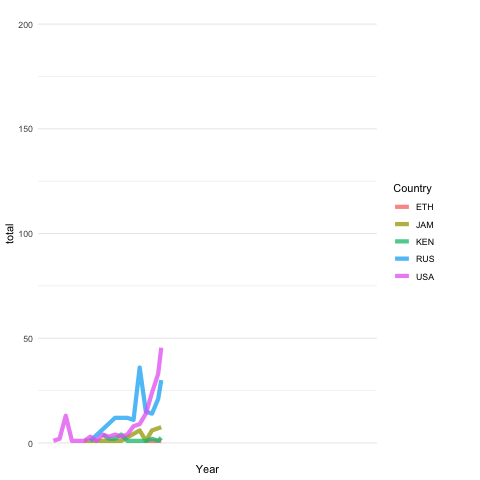 200
150
100
50
0
total
Year
Country
ETH
JAM
KEN
RUS
USA